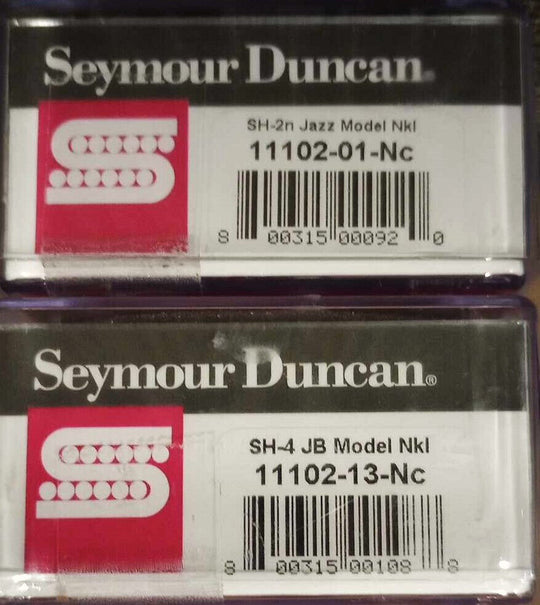 Seymour Duncan®
SH-2n Jazz Model Nkl
11102-01-Nc
8 00315 00092 0
Seymour Duncan®
SH-4 JB Model Nkl
11102-13-Nc
8 00315 00108 8